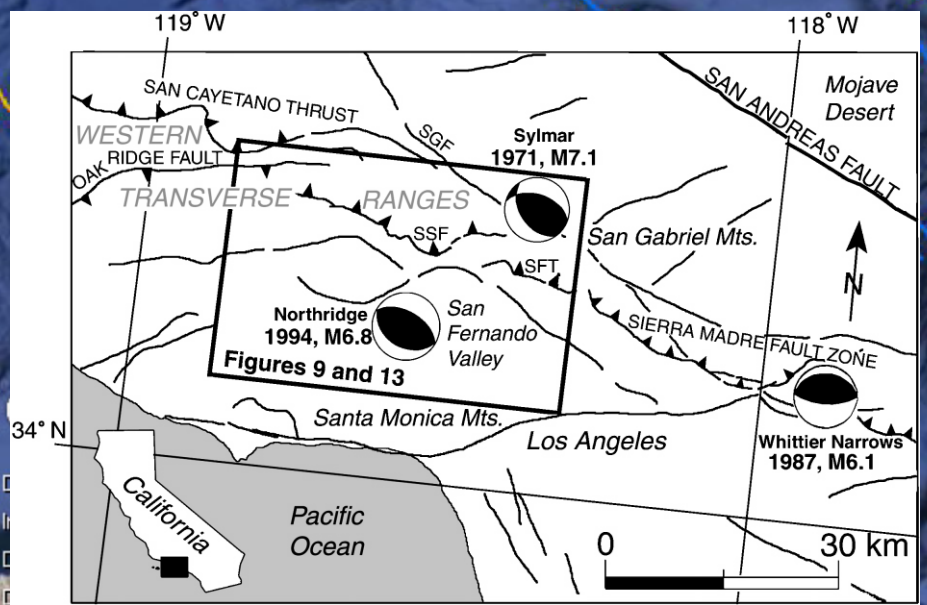 119° W
118° W
SAN CAYETANO THRUST
SAN ANDREAS FAULT
Mojave
Desert
WESTERN
SGF
Sylmar
1971, M7.1
OAK RIDGE FAULT
TRANSVERSE RANGES
SSF
San Gabriel Mts.
SFT
N
Northridge
1994, M6.8
San
Fernando
Valley
SIERRA MADRE FAULT ZONE
Figures 9 and 13
Santa Monica Mts.
34° N
Los Angeles
Whittier Narrows
1987, M6.1
California
Pacific
Ocean
0 30 km